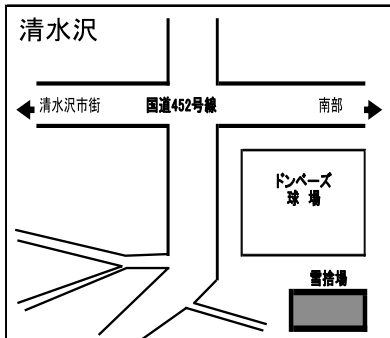 清水沢
清水沢市街 国道452号線 南部
ドンベーズ
球場
雪捨場